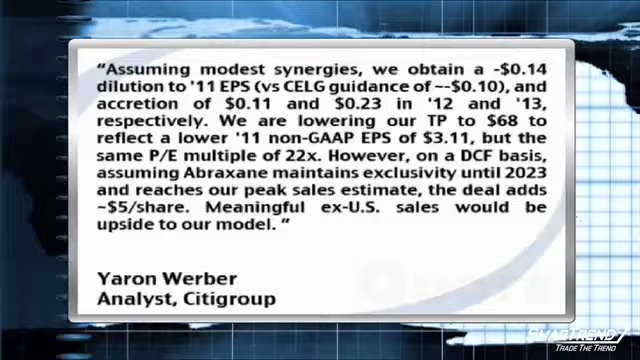 “Assuming modest synergies, we obtain a -$0.14
dilution to '11 EPS (vs CELG guidance of ~-$0.10), and
accretion of $0.11 and $0.23 in '12 and '13,
respectively. We are lowering our TP to $68 to
reflect a lower '11 non-GAAP EPS of $3.11, but the
same P/E multiple of 22x. However, on a DCF basis,
assuming Abraxane maintains exclusivity until 2023
and reaches our peak sales estimate, the deal adds
~$5/share. Meaningful ex-U.S. sales would be
upside to our model. ”
Yaron Werber
Analyst, Citigroup
TRADE THE TREND